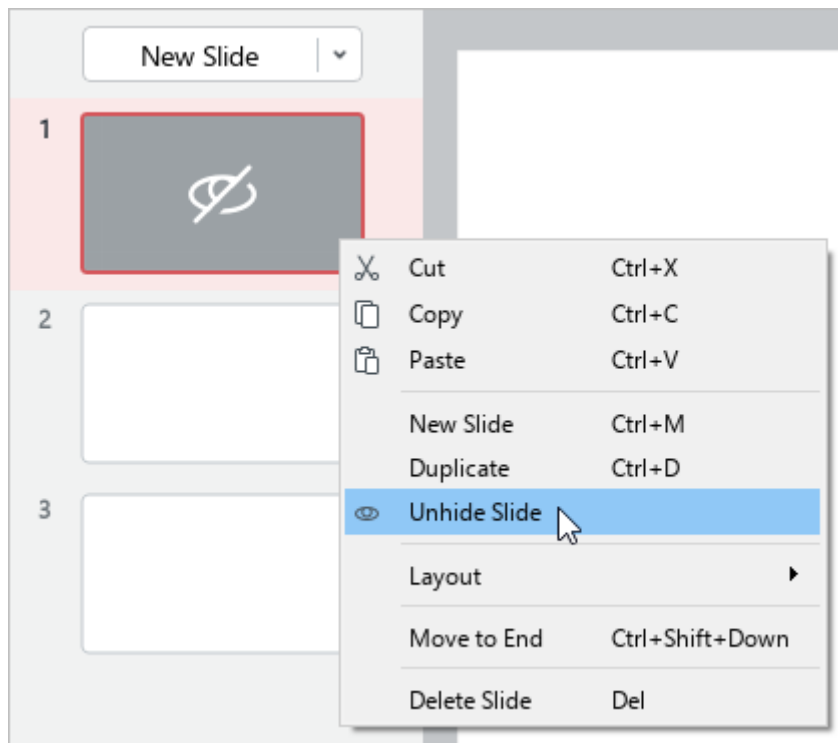 New Slide
1
2
3
Cut Ctrl+X
Copy Ctrl+C
Paste Ctrl+V
New Slide Ctrl+M
Duplicate Ctrl+D
Unhide Slide
Layout
Move to End Ctrl+Shift+Down
Delete Slide Del